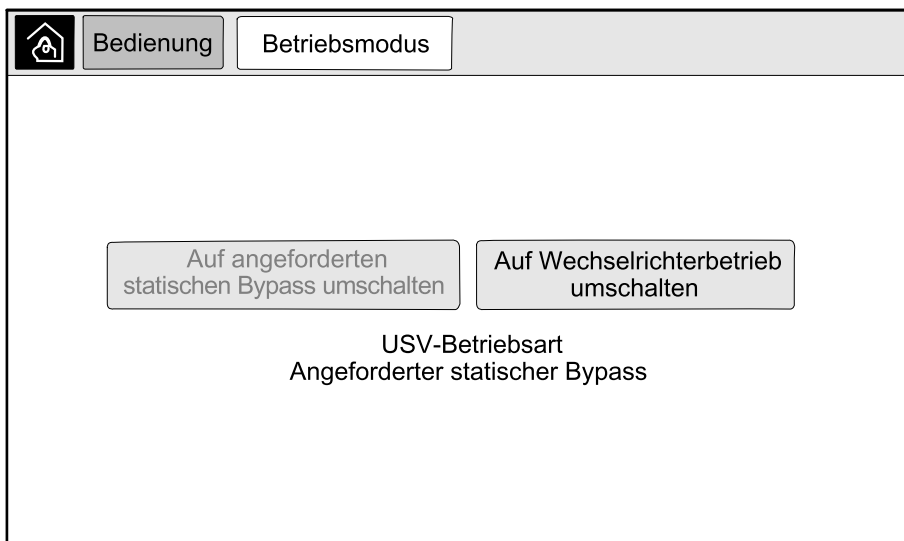 Bedienung
Betriebsmodus
Auf angeforderten
statischen Bypass umschalten
Auf Wechselrichterbetrieb
umschalten
USV-Betriebsart
Angeforderter statischer Bypass